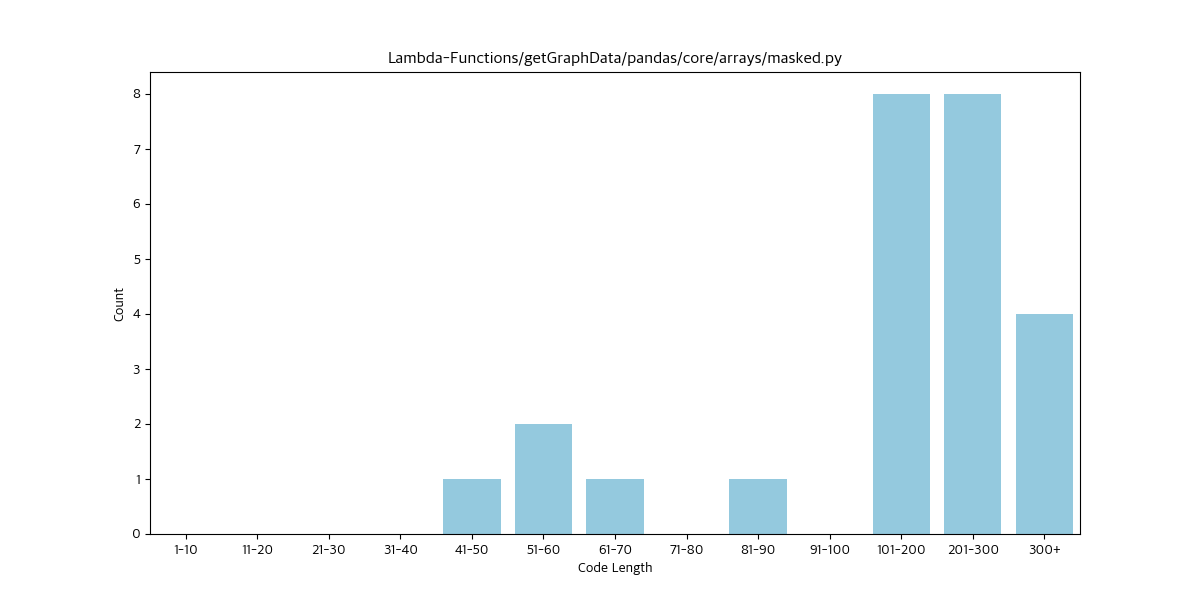 Lambda-Functions/getGraphData/pandas/core/arrays/masked.py
8
7
6
5
4
3
2
1
0
Count
1-10 11-20 21-30 31-40 41-50 51-60 61-70 71-80 81-90 91-100 101-200 201-300 300+
Code Length